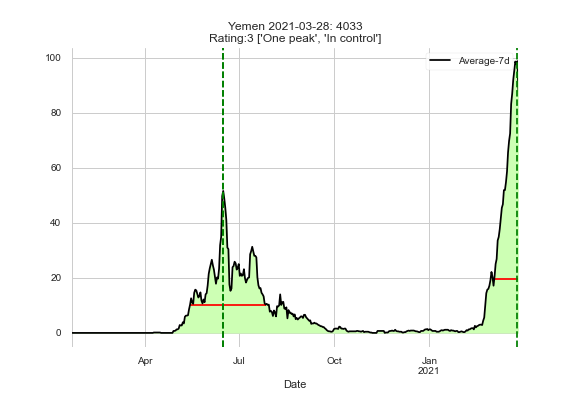 Yemen 2021-03-28: 4033
Rating:3 ['One peak', 'In control']
Average-7d
100
80
60
40
20
0
Apr
Jul
Oct
Jan
2021
Date